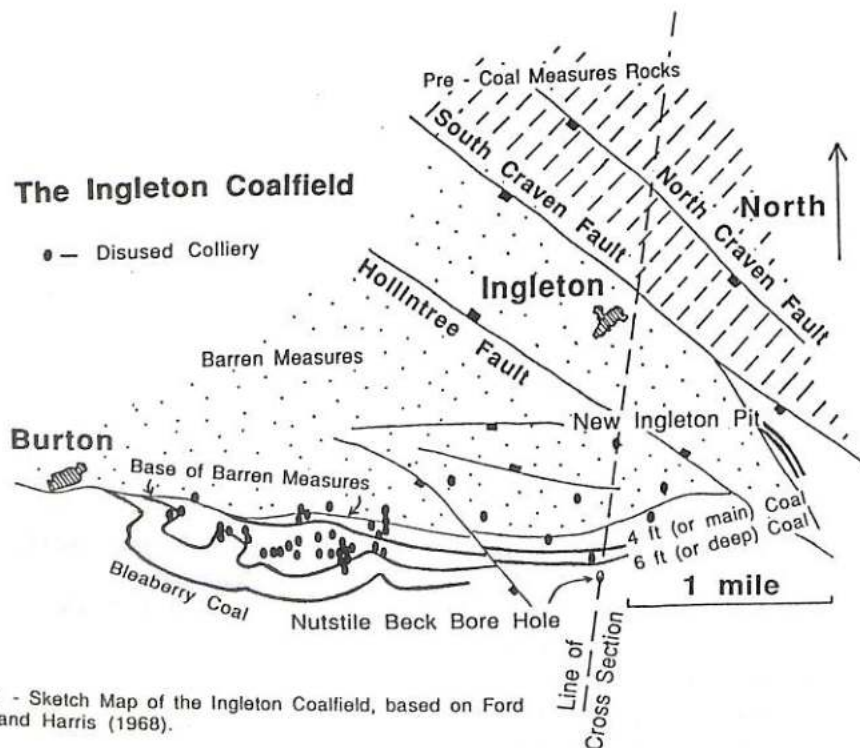 Pre - Coal Measures Rocks
South Craven Fault
North Craven Fault
North
The Ingleton Coalfield
Disused Colliery
Ingleton
Hollintree Fault
Barren Measures
New Ingleton Pit
Burton
Base of Barren Measures
4 ft (or main) Coal
6 ft (or deep) Coal
Bleaberry Coal
1 mile
Nutstile Beck Bore Hole
Line of
Cross Section
- Sketch Map of the Ingleton Coalfield, based on Ford
and Harris (1968).